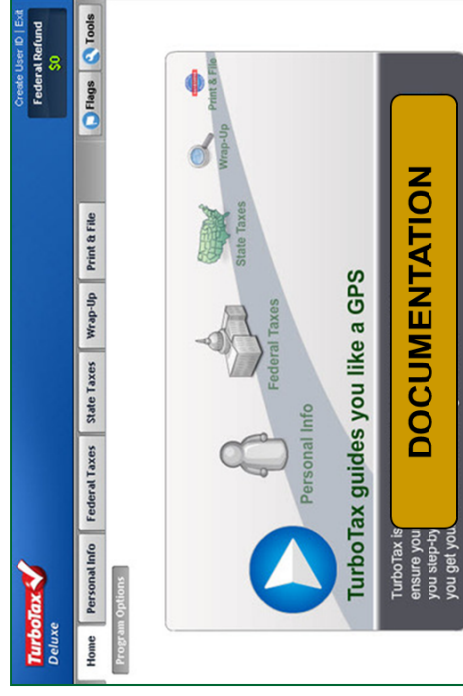 Create User ID | Exit
TurboTax
Deluxe
Federal Refund
$0
Home
Personal Info
Federal Taxes
State Taxes
Wrap-Up
Print & File
Flags
Tools
Program Options
Personal Info
Federal Taxes
State Taxes
Wrap-Up
Print & File
TurboTax guides you like a GPS
TurboTax is
ensure your
you step-by
you get you
DOCUMENTATION